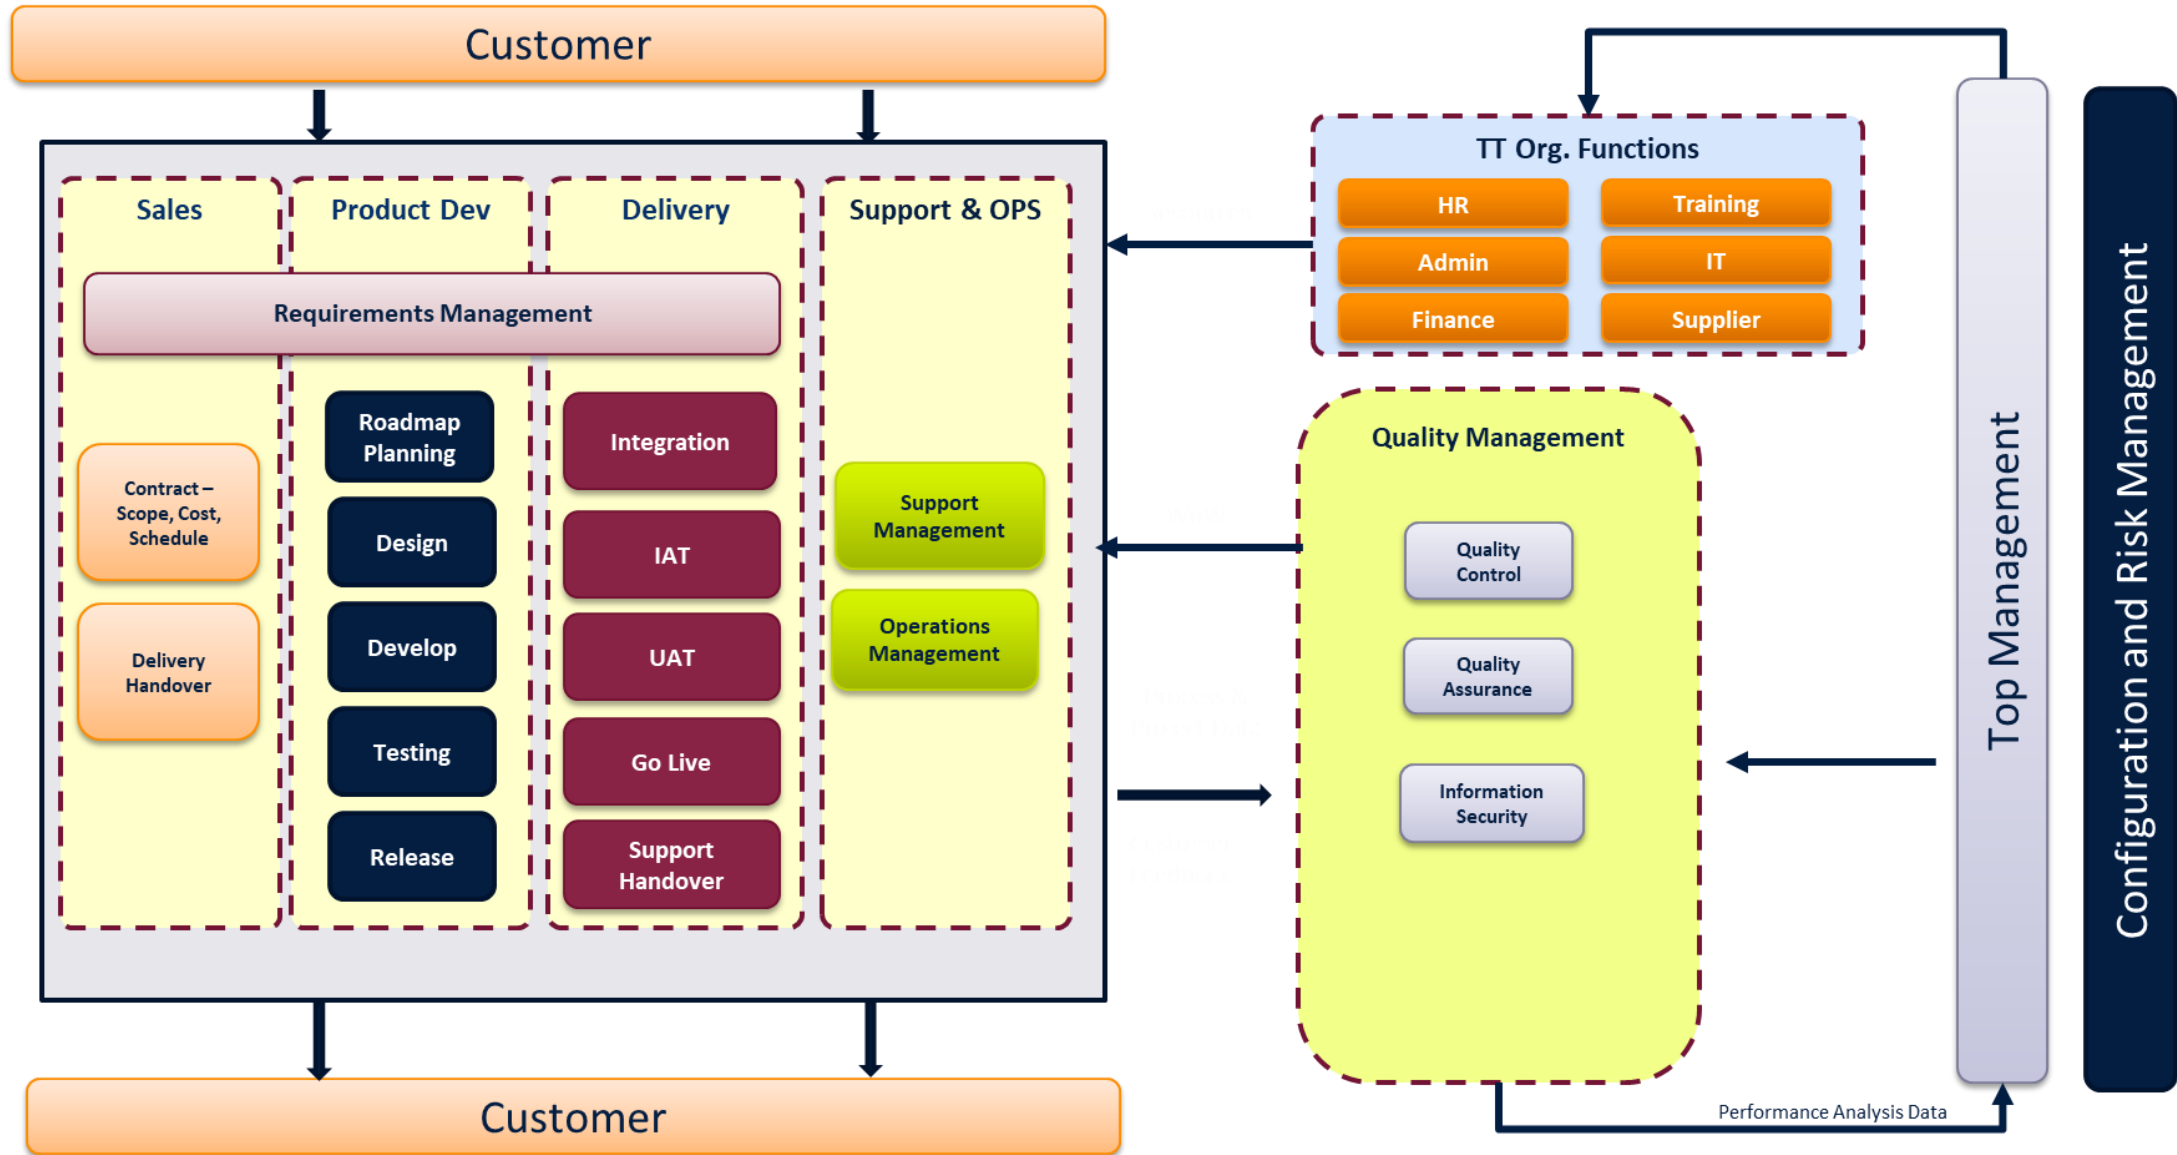 Customer
Sales
Product Dev
Delivery
Support & OPS
Requirements Management
Contract –
Scope, Cost,
Schedule
Delivery
Handover
Roadmap
Planning
Design
Develop
Testing
Release
Integration
IAT
UAT
Go Live
Support
Handover
Support
Management
Operations
Management
TT Org. Functions
HR
Training
Admin
IT
Finance
Supplier
Quality Management
Quality
Control
Quality
Assurance
Information
Security
Top Management
Configuration and Risk Management
Performance Analysis Data
Customer